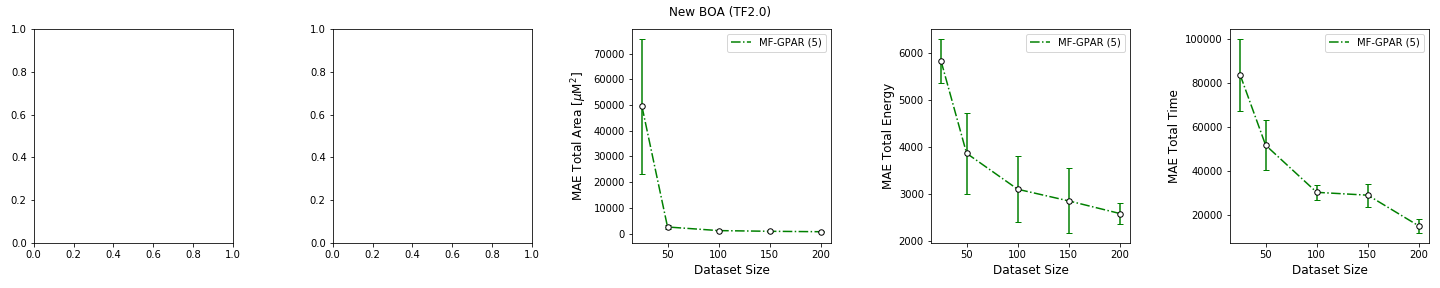 New BOA (TF2.0)
1.0
0.8
0.6
0.4
0.2
0.0
0.0 0.2 0.4 0.6 0.8 1.0
1.0
0.8
0.6
0.4
0.2
0.0
0.0 0.2 0.4 0.6 0.8 1.0
MAE Total Area [μM²]
70000
60000
50000
40000
30000
20000
10000
0
MF-GPAR (5)
50 100 150 200
Dataset Size
MAE Total Energy
6000
5000
4000
3000
2000
MF-GPAR (5)
50 100 150 200
Dataset Size
MAE Total Time
100000
80000
60000
40000
20000
MF-GPAR (5)
50 100 150 200
Dataset Size